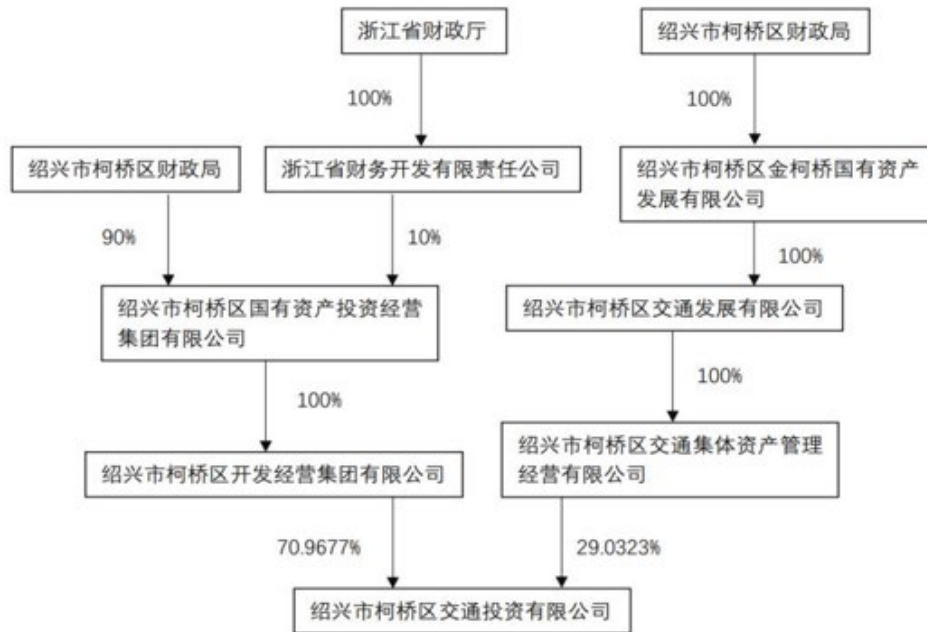 浙江省财政厅
绍兴市柯桥区财政局
100%
100%
绍兴市柯桥区财政局
浙江省财务开发有限责任公司
绍兴市柯桥区金柯桥国有资产
发展有限公司
90%
10%
100%
绍兴市柯桥区国有资产投资经营
集团有限公司
绍兴市柯桥区交通发展有限公司
100%
100%
绍兴市柯桥区开发经营集团有限公司
绍兴市柯桥区交通集体资产管理
经营有限公司
70.9677%
29.0323%
绍兴市柯桥区交通投资有限公司